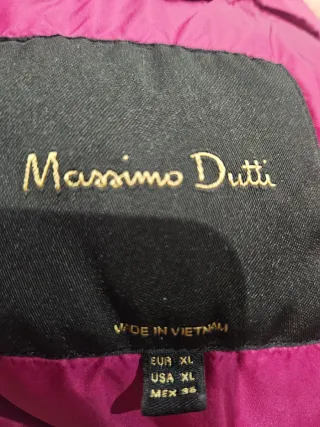 Massimo Dutti
MADE IN VIETNAM
EUR XL
USA XL
MEX 36